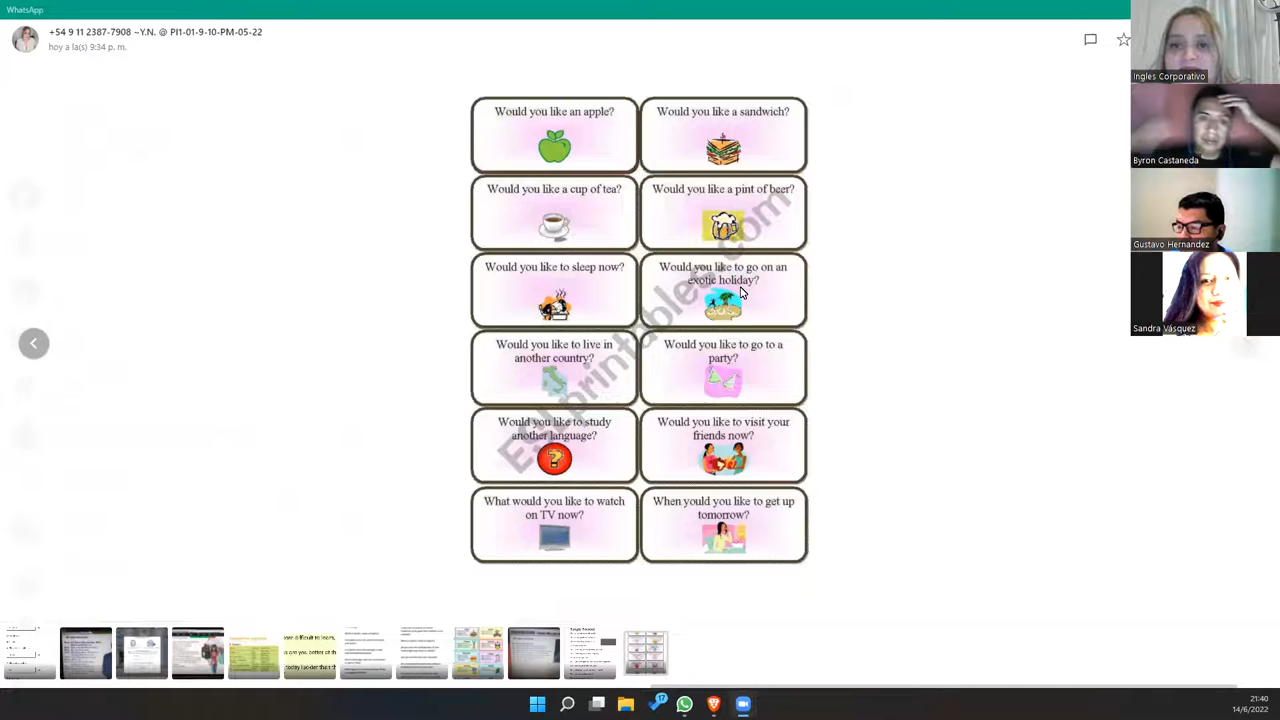 WhatsApp
+54 9 11 2387-7908 ~Y.N. @ PI1-01-9-10-PM-05-22
hoy a la(s) 9:34 p. m.
Would you like an apple?
Would you like a sandwich?
Would you like a cup of tea?
Would you like a pint of beer?
Would you like to sleep now?
Would you like to go on an
exotic holiday?
Would you like to live in
another country?
Would you like to go to a
party?
Would you like to study
another language?
Would you like to visit your
friends now?
What would you like to watch
on TV now?
When yould you like to get up
tomorrow?
ESLprintables.com
Ingles Corporativo
Byron Castaneda
Gustavo Hernandez
Sandra Vásquez
17
21:40
14/6/2022